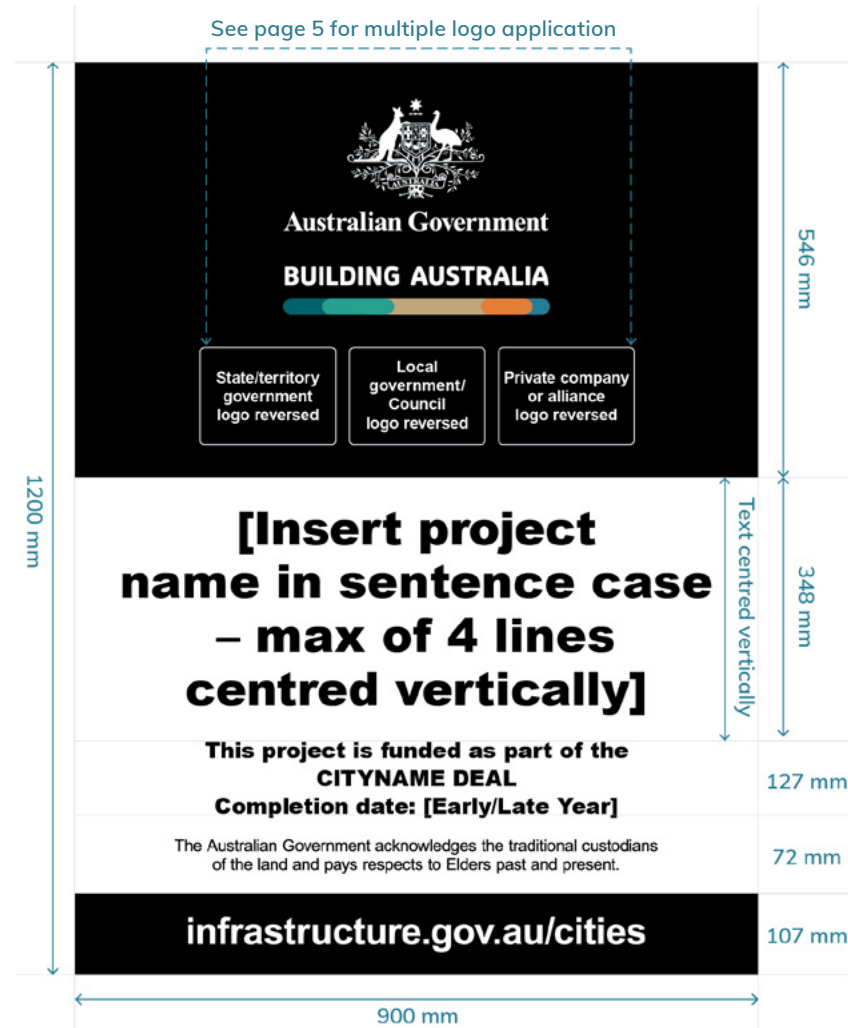 See page 5 for multiple logo application
AUSTRALIA
Australian Government
BUILDING AUSTRALIA
State/territory
government
logo reversed
Local
government/
Council
logo reversed
Private company
or alliance
logo reversed
546 mm
1200 mm
[Insert project
name in sentence case
– max of 4 lines
centred vertically]
Text centred vertically
348 mm
This project is funded as part of the
CITYNAME DEAL
Completion date: [Early/Late Year]
127 mm
The Australian Government acknowledges the traditional custodians
of the land and pays respects to Elders past and present.
72 mm
infrastructure.gov.au/cities
107 mm
900 mm